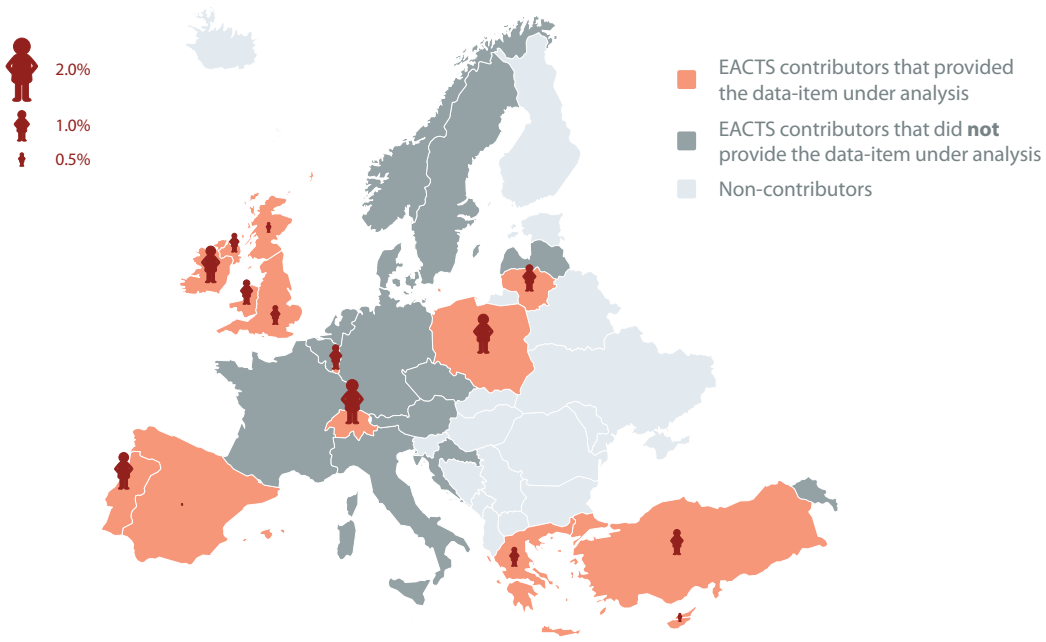 2.0%
1.0%
0.5%
EACTS contributors that provided
the data-item under analysis
EACTS contributors that did not
provide the data-item under analysis
Non-contributors